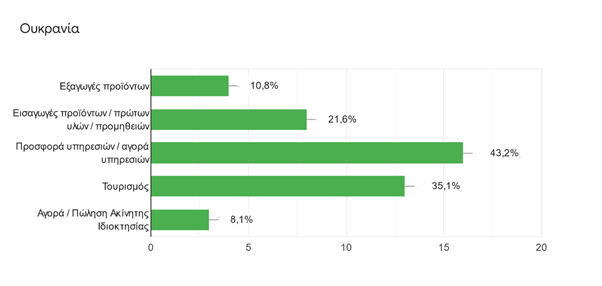 Ουκρανία
Εξαγωγές προϊόντων
10,8%
Εισαγωγές προϊόντων / πρώτων
υλών / προμηθειών
21,6%
Προσφορά υπηρεσιών / αγορά
υπηρεσιών
43,2%
Τουρισμός
35,1%
Αγορά / Πώληση Ακίνητης
Ιδιοκτησίας
8,1%
0 5 10 15 20